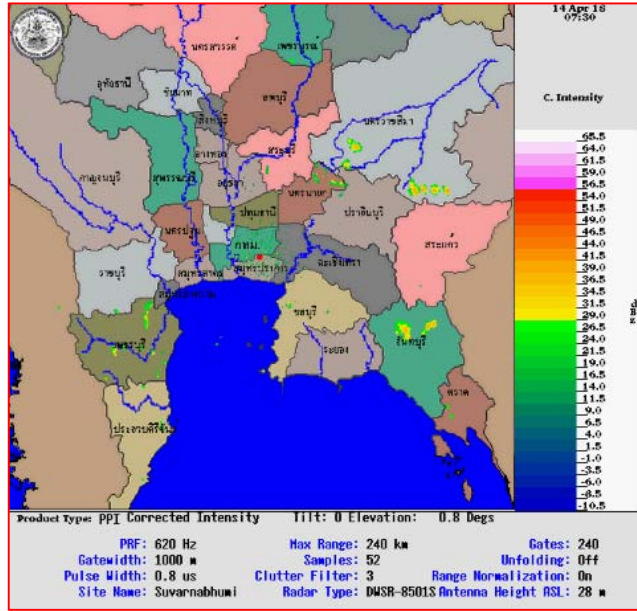 14 Apr 18
07:30
C. Intensity
65.5
64.0
61.5
59.0
56.5
54.0
51.5
49.0
46.5
44.0
41.5
39.0
36.5
34.0
31.5
29.0
26.5
24.0
21.5
19.0
16.5
14.0
11.5
9.0
6.5
4.0
1.5
-1.0
-3.5
-6.0
-8.5
-10.5
นครสวรรค์
เพชรบูรณ์
อุทัยธานี
ชัยนาท
ลพบุรี
สิงห์บุรี
นครราชสีมา
อ่างทอง
สระบุรี
กาญจนบุรี
สุพรรณบุรี
อยุธยา
นครนายก
ปทุมธานี
ปราจีนบุรี
นครปฐม
กทม.
สระแก้ว
ราชบุรี
สมุทรสาคร
สมุทรปราการ
ฉะเชิงเทรา
ชลบุรี
เพชรบุรี
ระยอง
จันทบุรี
ตราด
ประจวบคีรีขันธ์
Product Type: PPI Corrected Intensity Tilt: 0 Elevation: 0.8 Degs
PRF: 620 Hz Max Range: 240 km Gates: 240
Gatewidth: 1000 m Samples: 52 Unfolding: Off
Pulse Width: 0.8 us Clutter Filter: 3 Range Normalization: On
Site Name: Suvarnabhumi Radar Type: DWSR-8501S Antenna Height ASL: 28 m